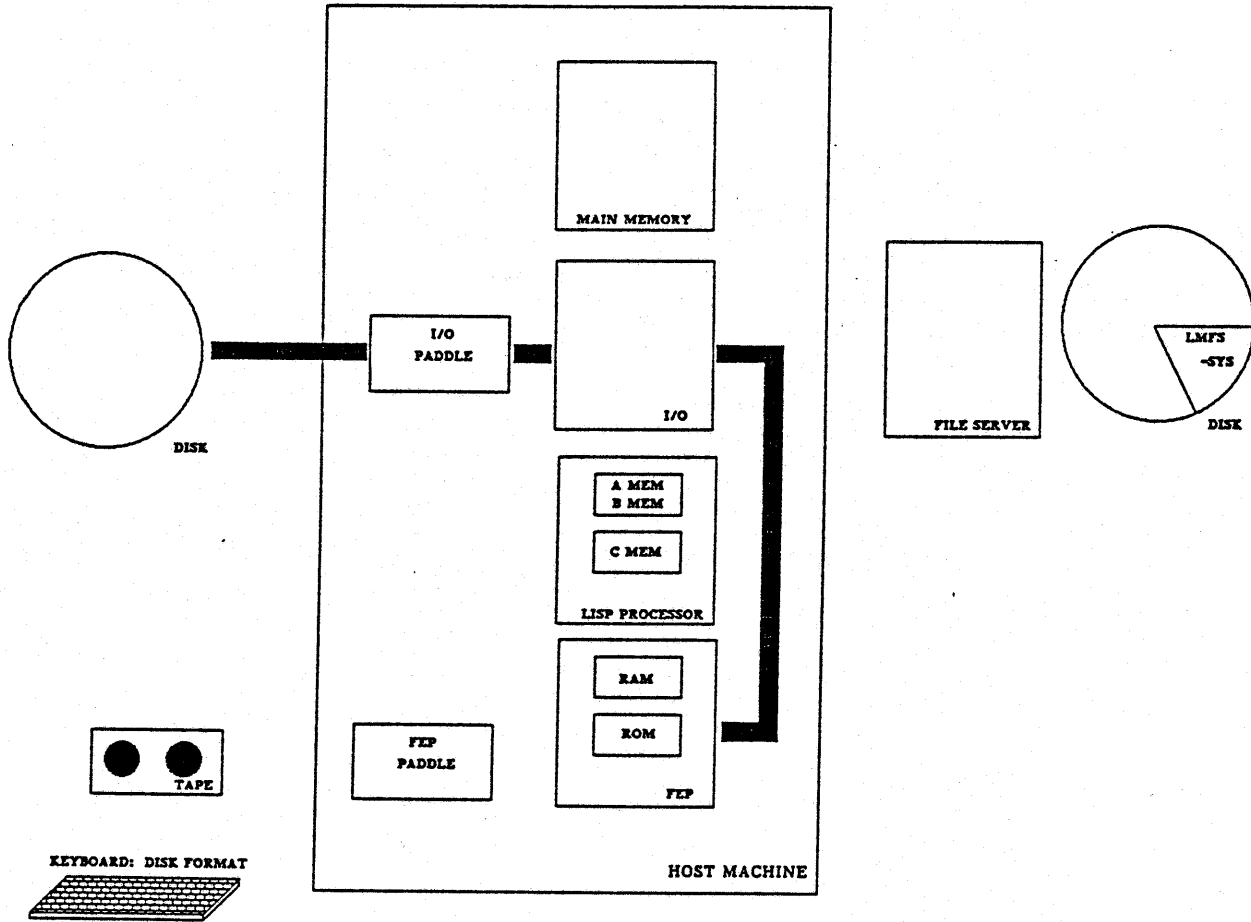 MAIN MEMORY
I/O
PADDLE
I/O
DISK
FILE SERVER
LMFS
-SYS
DISK
A MEM
B MEM
C MEM
LISP PROCESSOR
RAM
ROM
FEP
FEP
PADDLE
TAPE
KEYBOARD: DISK FORMAT
HOST MACHINE